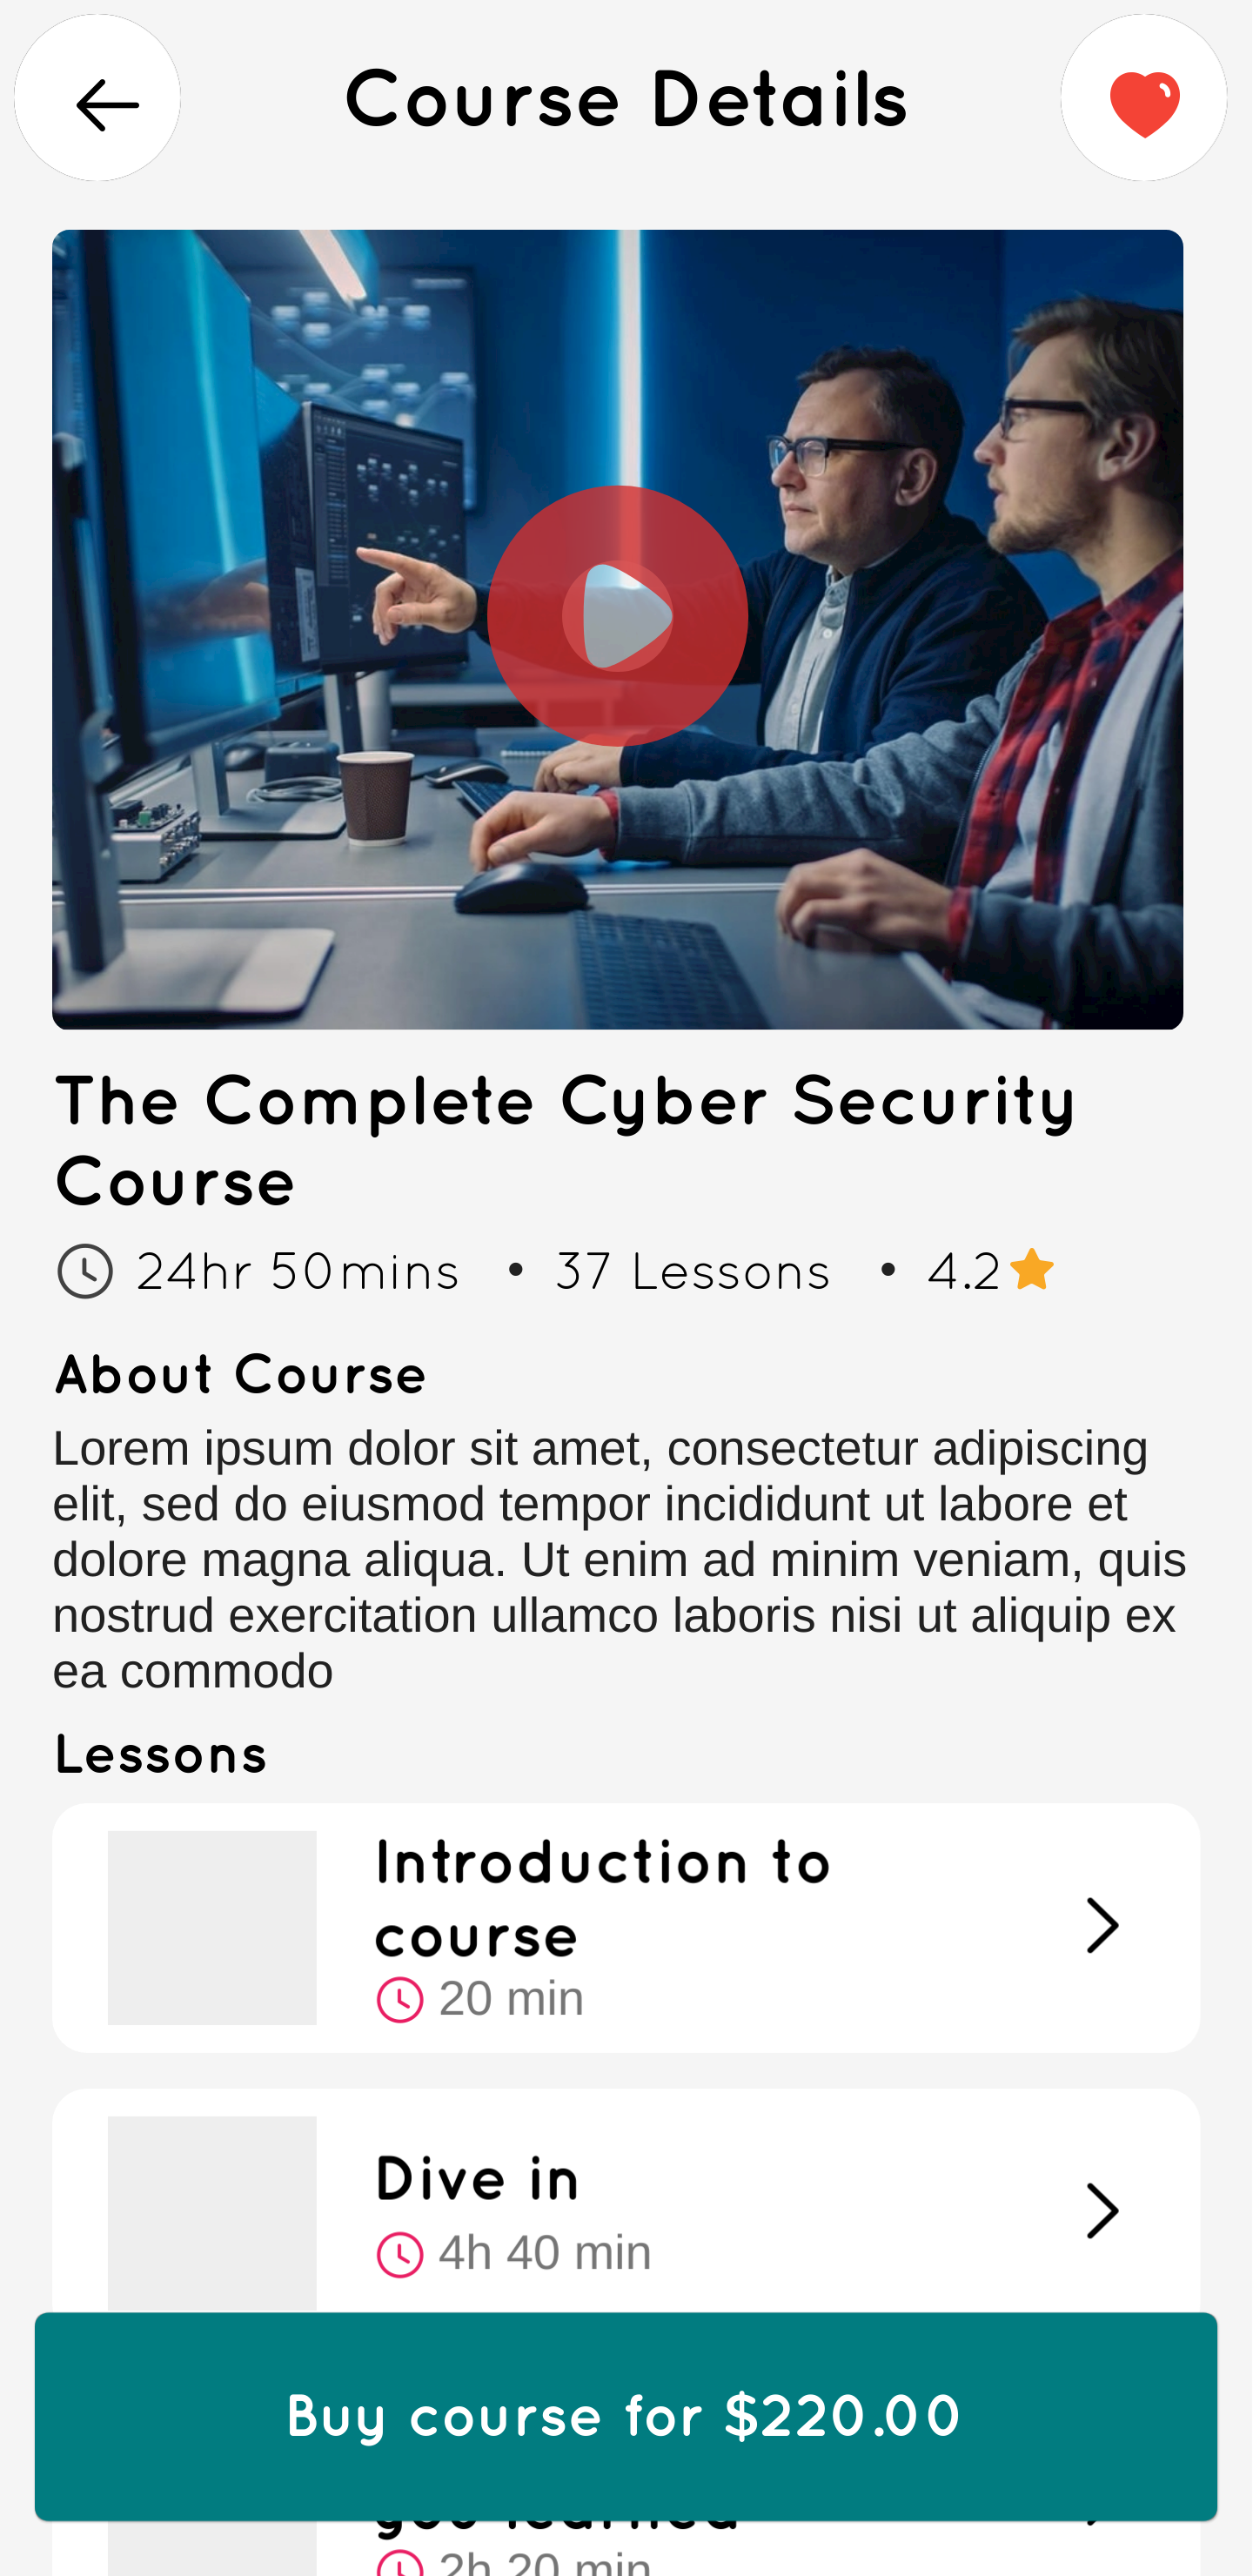 Course Details
The Complete Cyber Security
Course
24hr 50mins • 37 Lessons • 4.2
About Course
Lorem ipsum dolor sit amet, consectetur adipiscing
elit, sed do eiusmod tempor incididunt ut labore et
dolore magna aliqua. Ut enim ad minim veniam, quis
nostrud exercitation ullamco laboris nisi ut aliquip ex
ea commodo
Lessons
Introduction to
course
20 min
Dive in
4h 40 min
Buy course for $220.00
you learned
2h 20 min